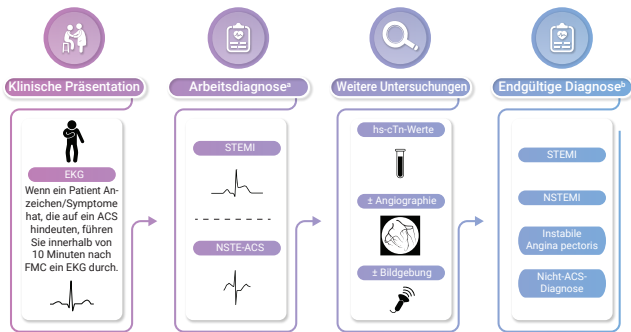 Klinische Präsentation
EKG
Wenn ein Patient An-
zeichen/Symptome
hat, die auf ein ACS
hindeuten, führen
Sie innerhalb von
10 Minuten nach
FMC ein EKG durch.
Arbeitsdiagnoseᵃ
STEMI
NSTE-ACS
Weitere Untersuchungen
hs-cTn-Werte
± Angiographie
± Bildgebung
Endgültige Diagnoseᵇ
STEMI
NSTEMI
Instabile
Angina pectoris
Nicht-ACS-
Diagnose